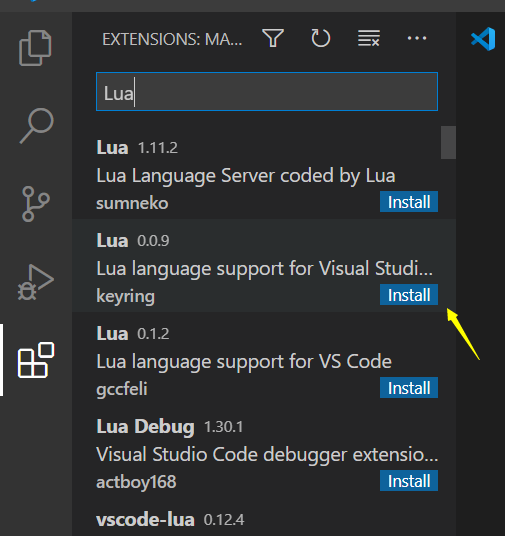 EXTENSIONS: MA...
Lua
Lua 1.11.2
Lua Language Server coded by Lua
sumneko Install
Lua 0.0.9
Lua language support for Visual Studi...
keyring Install
Lua 0.1.2
Lua language support for VS Code
gccfeli Install
Lua Debug 1.30.1
Visual Studio Code debugger extensio...
actboy168 Install
vscode-lua 0.12.4